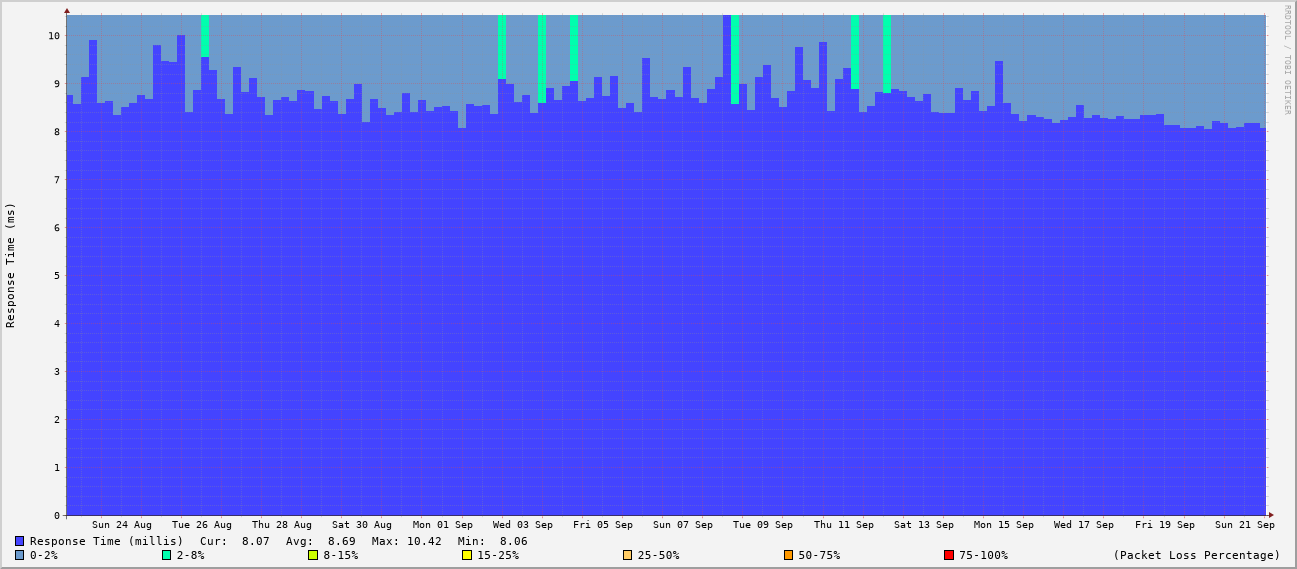 RRDTOOL / TOBI OETIKER
Response Time (ms)
10
9
8
7
6
5
4
3
2
1
0
Sun 24 Aug Tue 26 Aug Thu 28 Aug Sat 30 Aug Mon 01 Sep Wed 03 Sep Fri 05 Sep Sun 07 Sep Tue 09 Sep Thu 11 Sep Sat 13 Sep Mon 15 Sep Wed 17 Sep Fri 19 Sep Sun 21 Sep
Response Time (millis) Cur: 8.07 Avg: 8.69 Max: 10.42 Min: 8.06
0-2% 2-8% 8-15% 15-25% 25-50% 50-75% 75-100% (Packet Loss Percentage)